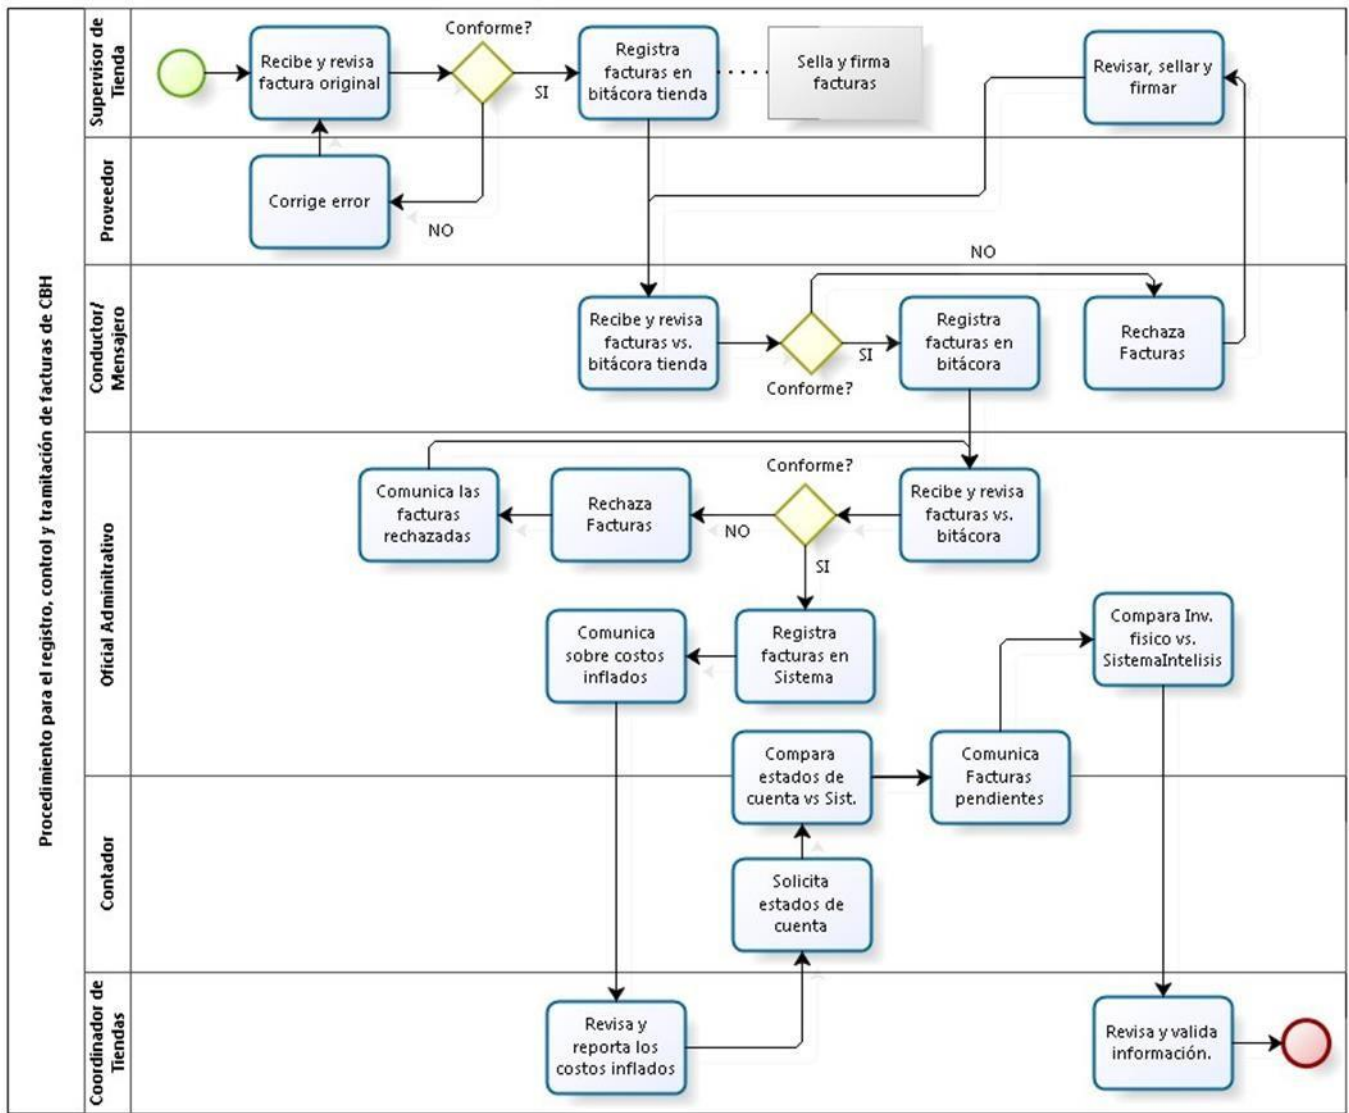 Procedimiento para el registro, control y tramitación de facturas de CBH
Supervisor de
Tienda
Recibe y revisa
factura original
Conforme?
SI
NO
Registra
facturas en
bitácora tienda
Sella y firma
facturas
Revisar, sellar y
firmar
Proveedor
Corrige error
Conductor/
Mensajero
Recibe y revisa
facturas vs.
bitácora tienda
Conforme?
SI
NO
Registra
facturas en
bitácora
Rechaza
Facturas
Oficial Adminitrativo
Comunica las
facturas
rechazadas
Rechaza
Facturas
NO
Conforme?
SI
Recibe y revisa
facturas vs.
bitácora
Comunica
sobre costos
inflados
Registra
facturas en
Sistema
Compara Inv.
fisico vs.
SistemaIntelisis
Compara
estados de
cuenta vs Sist.
Comunica
Facturas
pendientes
Contador
Solicita
estados de
cuenta
Coordinador de
Tiendas
Revisa y
reporta los
costos inflados
Revisa y valida
información.